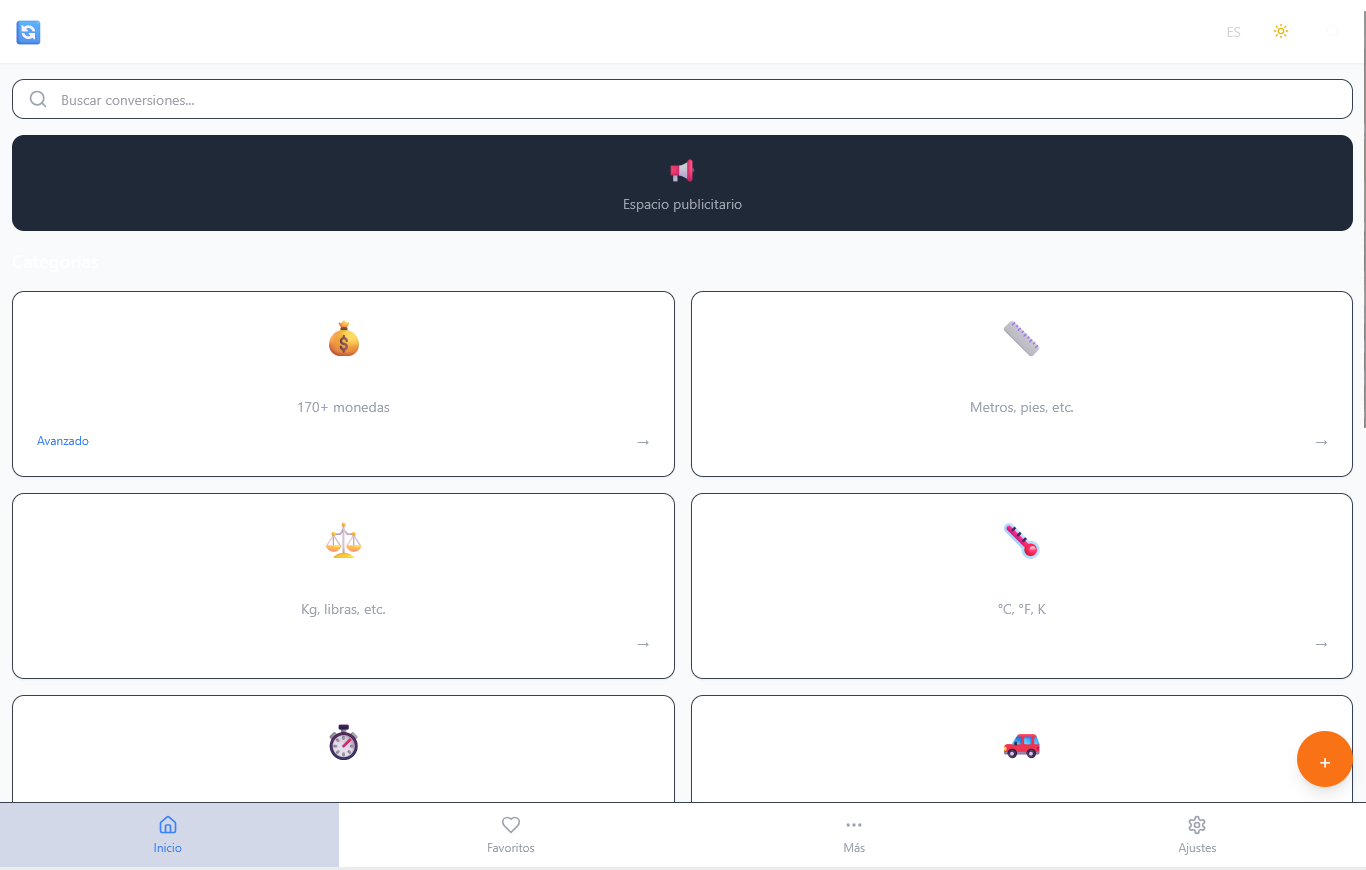 ES
Buscar conversiones...
Espacio publicitario
Categorías
170+ monedas
Metros, pies, etc.
Avanzado
→
→
Kg, libras, etc.
°C, °F, K
→
→
+
Inicio
Favoritos
Más
Ajustes